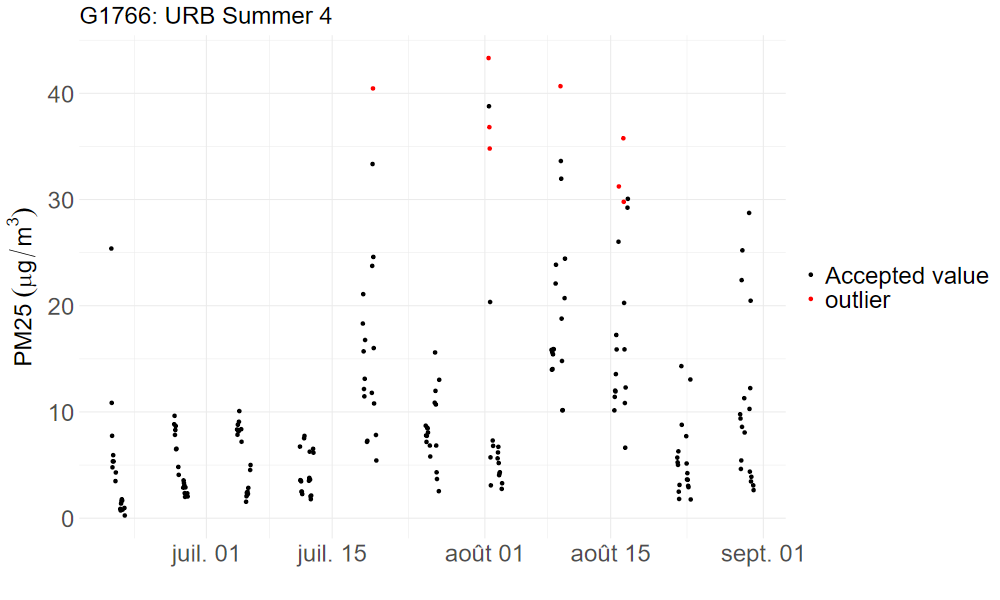 G1766: URB Summer 4
PM25 (μg/m³)
40
30
20
10
0
juil. 01
juil. 15
août 01
août 15
sept. 01
Accepted value
outlier